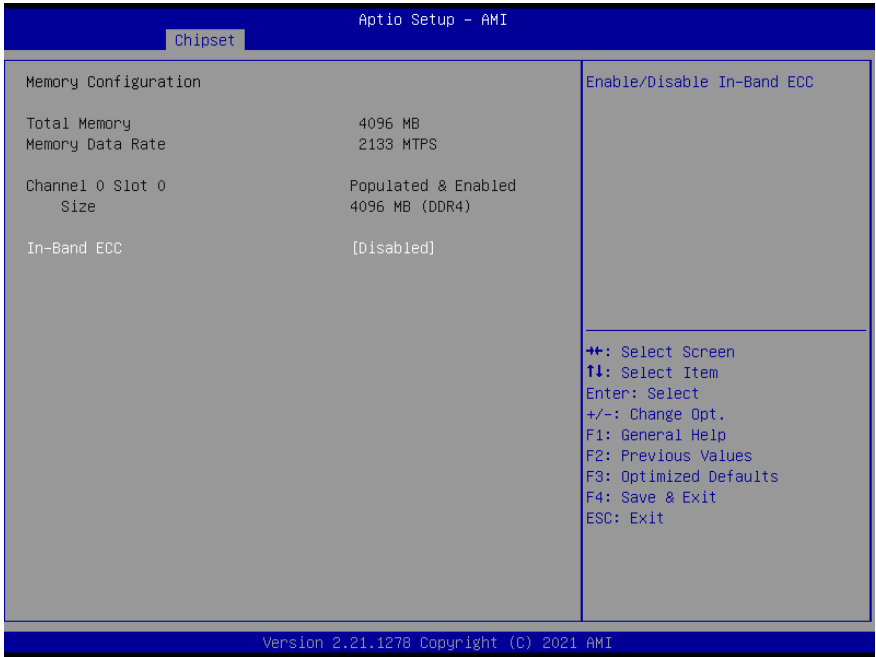 Aptio Setup – AMI
Chipset
Memory Configuration
Total Memory 4096 MB
Memory Data Rate 2133 MTPS
Channel 0 Slot 0 Populated & Enabled
Size 4096 MB (DDR4)
In-Band ECC [Disabled]
Enable/Disable In-Band ECC
→←: Select Screen
↑↓: Select Item
Enter: Select
+/-: Change Opt.
F1: General Help
F2: Previous Values
F3: Optimized Defaults
F4: Save & Exit
ESC: Exit
Version 2.21.1278 Copyright (C) 2021 AMI